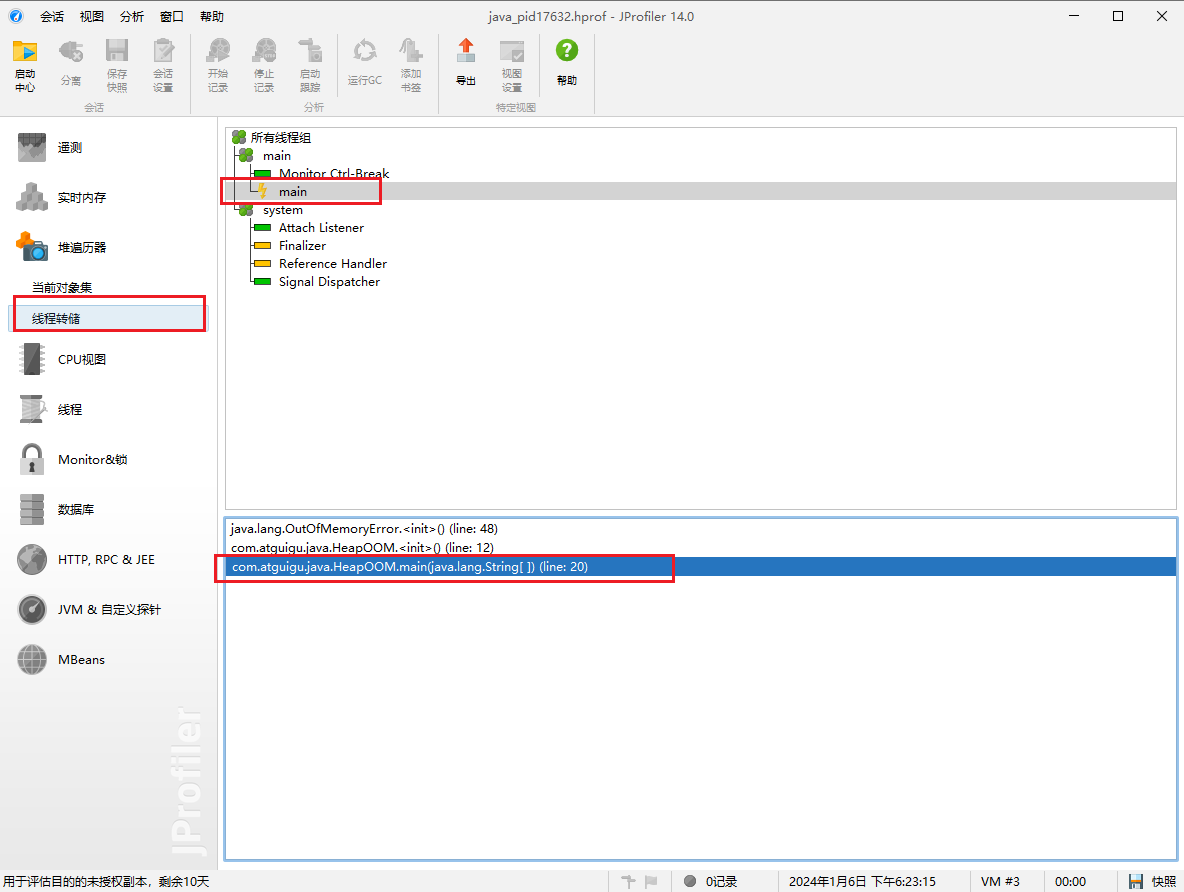 java_pid17632.hprof - JProfiler 14.0
会话 视图 分析 窗口 帮助
启动
中心
分离
保存
快照
会话
设置
开始
记录
停止
记录
启动
跟踪
运行GC
添加
书签
导出
视图
设置
帮助
会话
分析
特定视图
遥测
实时内存
堆遍历器
当前对象集
线程转储
CPU视图
线程
Monitor&锁
数据库
HTTP, RPC & JEE
JVM & 自定义探针
MBeans
JProfiler
所有线程组
main
Monitor Ctrl-Break
main
system
Attach Listener
Finalizer
Reference Handler
Signal Dispatcher
java.lang.OutOfMemoryError.<init>() (line: 48)
com.atguigu.java.HeapOOM.<init>() (line: 12)
com.atguigu.java.HeapOOM.main(java.lang.String[ ]) (line: 20)
用于评估目的的未授权副本，剩余10天
0记录
2024年1月6日 下午6:23:15
VM #3
00:00
快照